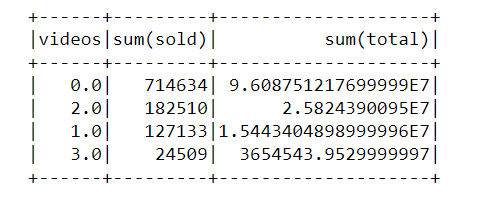 +------+---------+--------------------+
|videos|sum(sold)|          sum(total)|
+------+---------+--------------------+
|   0.0|   714634| 9.608751217699999E7|
|   2.0|   182510|     2.5824390095E7|
|   1.0|   127133|1.5443404898999996E7|
|   3.0|    24509|  3654543.9529999997|
+------+---------+--------------------+